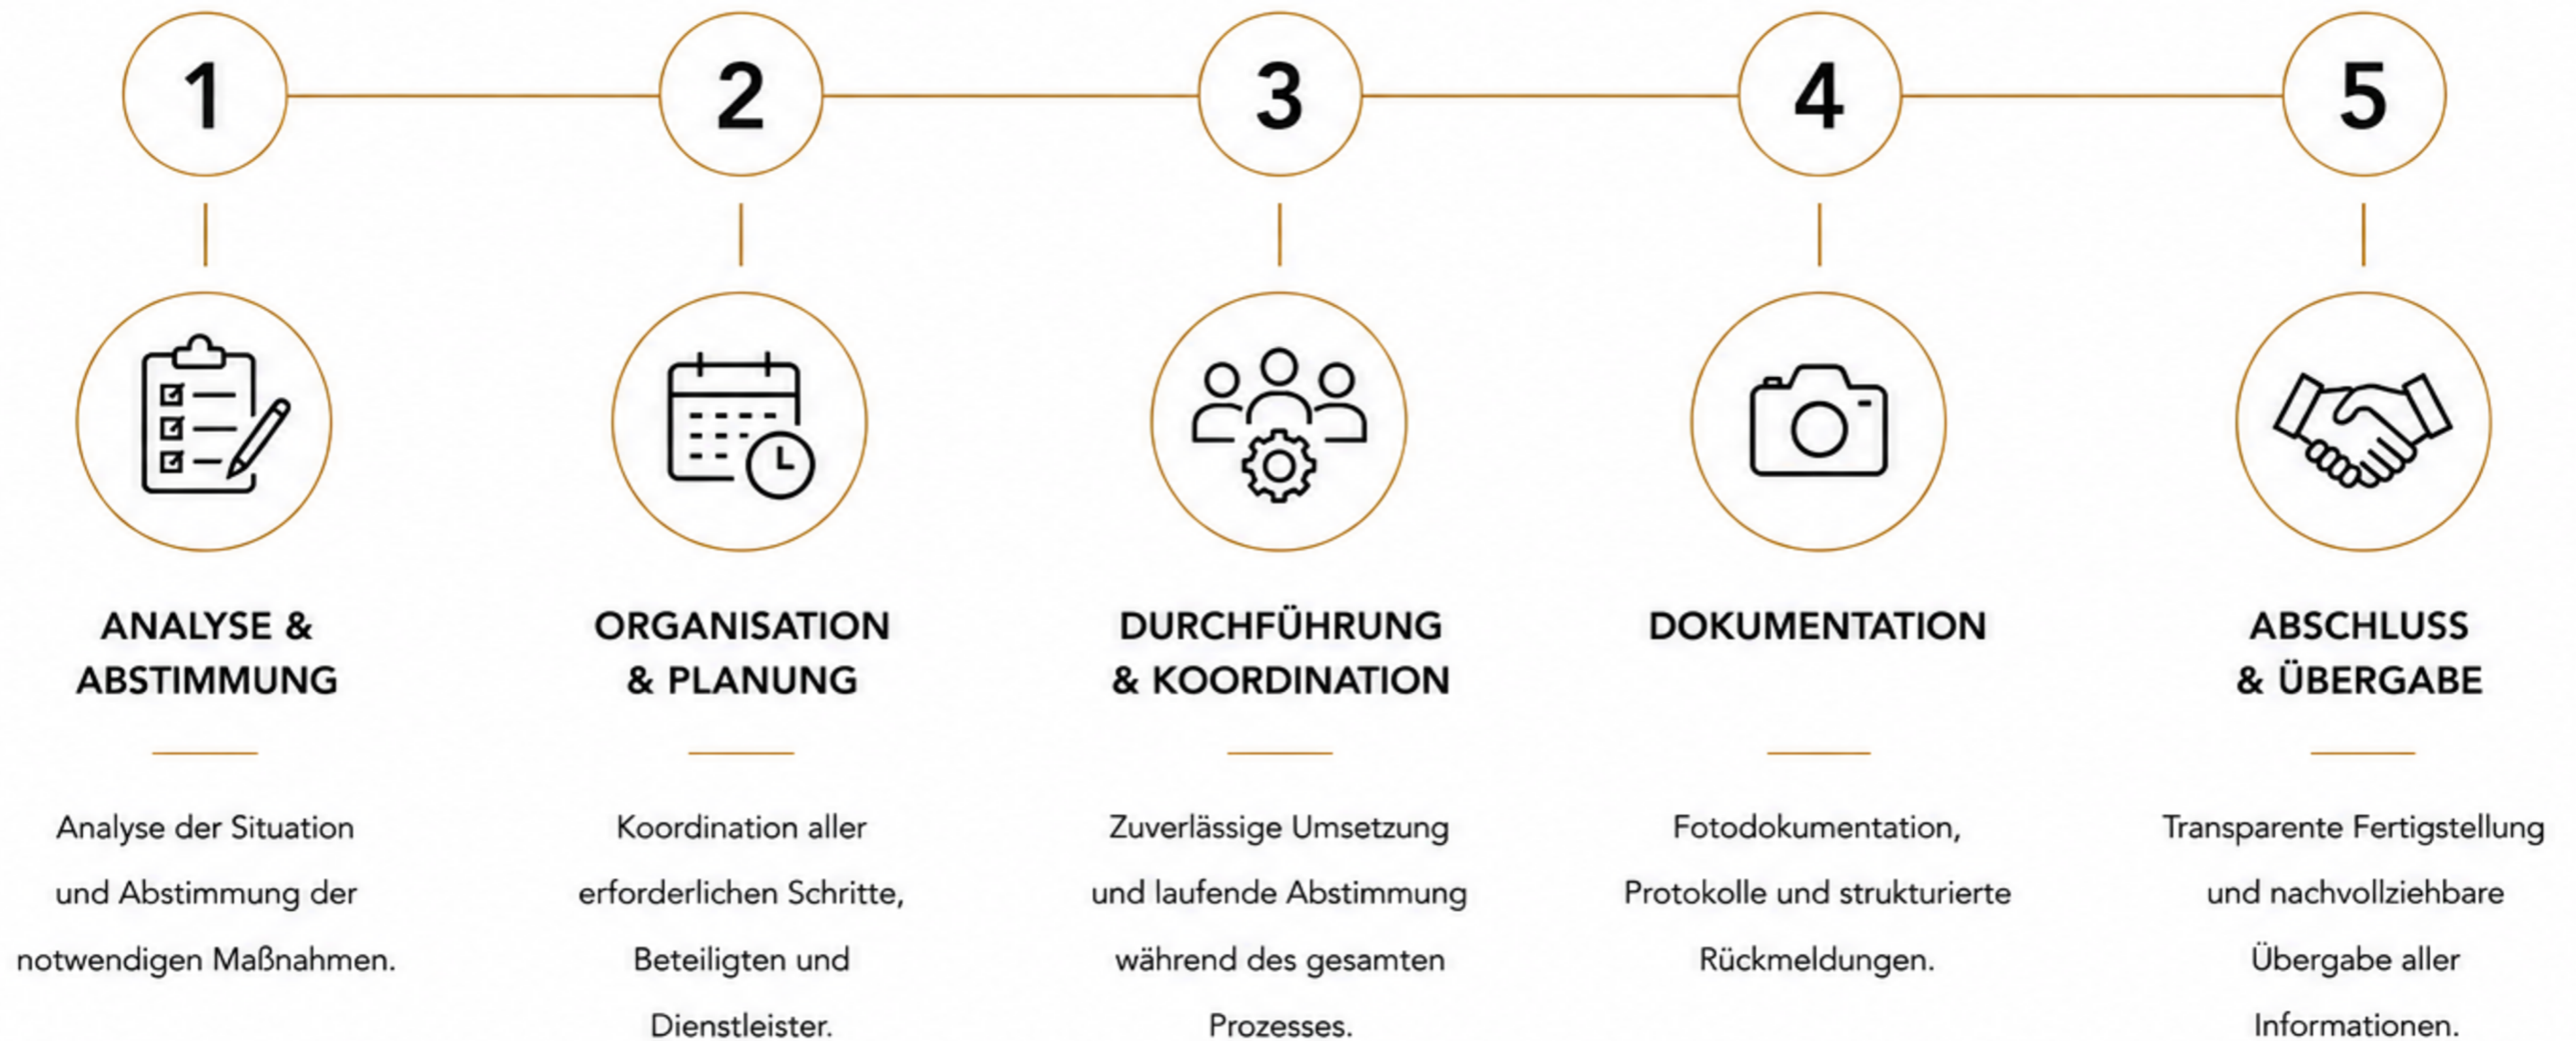 1
2
3
4
5
ANALYSE &
ABSTIMMUNG
Analyse der Situation
und Abstimmung der
notwendigen Maßnahmen.
ORGANISATION
& PLANUNG
Koordination aller
erforderlichen Schritte,
Beteiligten und
Dienstleister.
DURCHFÜHRUNG
& KOORDINATION
Zuverlässige Umsetzung
und laufende Abstimmung
während des gesamten
Prozesses.
DOKUMENTATION
Fotodokumentation,
Protokolle und strukturierte
Rückmeldungen.
ABSCHLUSS
& ÜBERGABE
Transparente Fertigstellung
und nachvollziehbare
Übergabe aller
Informationen.